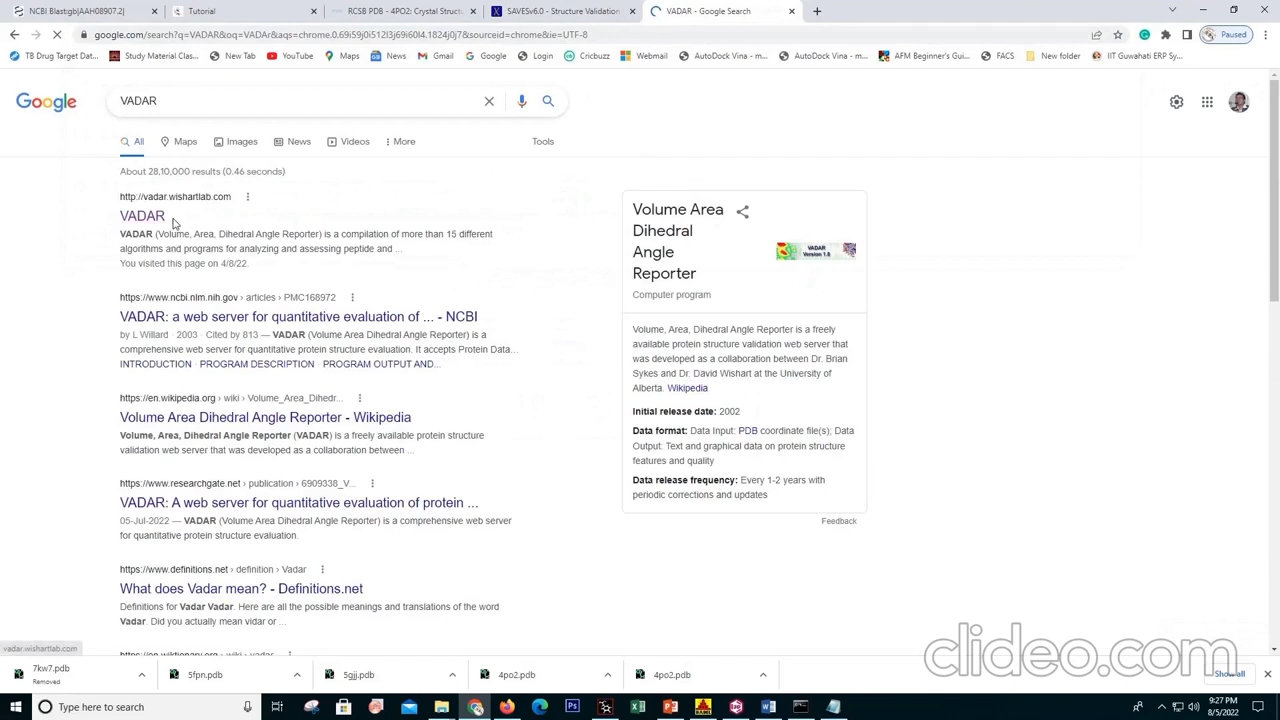 NCBI Blast:gb|AAH08907.2|
Tutorial
RCSB PDB - 4PO2: Crystal Struct
SAVESv6.0 - Structure Validation
VADAR - Google Search
google.com/search?q=VADAR&oq=VADAR&aqs=chrome.0.69i59j0i512l3j69i60l4.1824j0j7&sourceid=chrome&ie=UTF-8
Paused
TB Drug Target Dat...
Study Material Clas...
New Tab
YouTube
Maps
News
Gmail
Google
Login
Cricbuzz
Webmail
AutoDock Vina - m...
AutoDock Vina - m...
AFM Beginner's Gui...
FACS
New folder
IIT Guwahati ERP Sy...
Google
VADAR
All
Maps
Images
News
Videos
More
Tools
About 28,10,000 results (0.46 seconds)
http://vadar.wishartlab.com
VADAR
VADAR (Volume, Area, Dihedral Angle Reporter) is a compilation of more than 15 different
algorithms and programs for analyzing and assessing peptide and ...
You visited this page on 4/8/22.
https://www.ncbi.nlm.nih.gov › articles › PMC168972
VADAR: a web server for quantitative evaluation of ... - NCBI
by L Willard · 2003 · Cited by 813 — VADAR (Volume Area Dihedral Angle Reporter) is a
comprehensive web server for quantitative protein structure evaluation. It accepts Protein Data...
INTRODUCTION · PROGRAM DESCRIPTION · PROGRAM OUTPUT AND...
https://en.wikipedia.org › wiki › Volume_Area_Dihedr...
Volume Area Dihedral Angle Reporter - Wikipedia
Volume, Area, Dihedral Angle Reporter (VADAR) is a freely available protein structure
validation web server that was developed as a collaboration between ...
https://www.researchgate.net › publication › 6909338_V...
VADAR: A web server for quantitative evaluation of protein ...
05-Jul-2022 — VADAR (Volume Area Dihedral Angle Reporter) is a comprehensive web server
for quantitative protein structure evaluation.
https://www.definitions.net › definition › Vadar
What does Vadar mean? - Definitions.net
Definitions for Vadar Vadar. Here are all the possible meanings and translations of the word
Vadar. Did you actually mean vidar or ...
https://en.wiktionary.org › wiki › vadar
Volume Area
Dihedral
Angle
Reporter
VADAR
Version 1.8
Computer program
Volume, Area, Dihedral Angle Reporter is a freely
available protein structure validation web server that
was developed as a collaboration between Dr. Brian
Sykes and Dr. David Wishart at the University of
Alberta. Wikipedia
Initial release date: 2002
Data format: Data Input: PDB coordinate file(s); Data
Output: Text and graphical data on protein structure
features and quality
Data release frequency: Every 1-2 years with
periodic corrections and updates
Feedback
vadar.wishartlab.com
clideo.com
7kw7.pdb
Removed
5fpn.pdb
5gjj.pdb
4po2.pdb
4po2.pdb
Show all
Type here to search
9:27 PM
8/5/2022